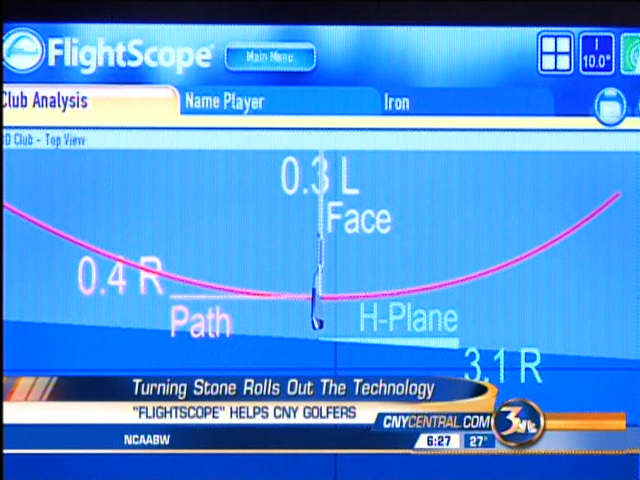 FlightScope
Main Menu
I
10.0°
Club Analysis
Name Player
Iron
D Club - Top View
0.3 L
Face
0.4 R
Path
H-Plane
3.1 R
Turning Stone Rolls Out The Technology
"FLIGHTSCOPE" HELPS CNY GOLFERS
CNYCENTRAL.COM
3
NCAABW
6:27
27°